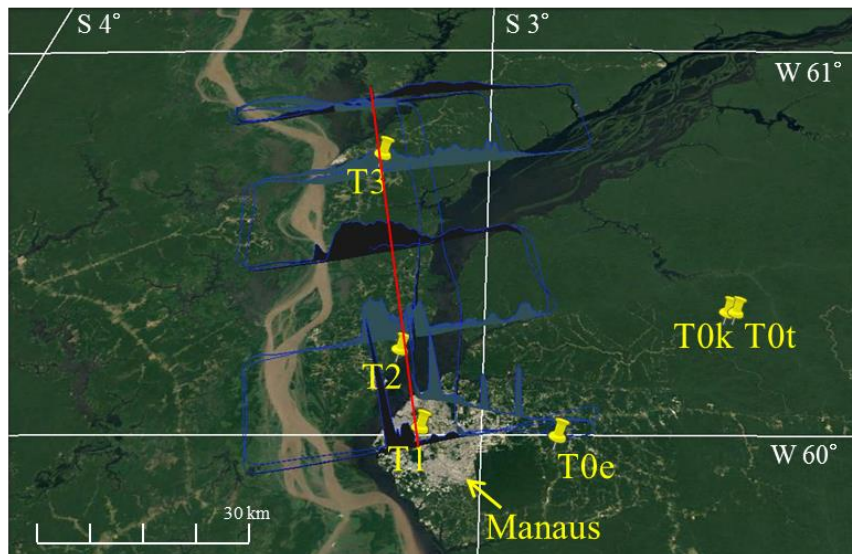 S 4°
S 3°
W 61°
T3
T0k T0t
T2
T1
T0e
W 60°
30 km
Manaus